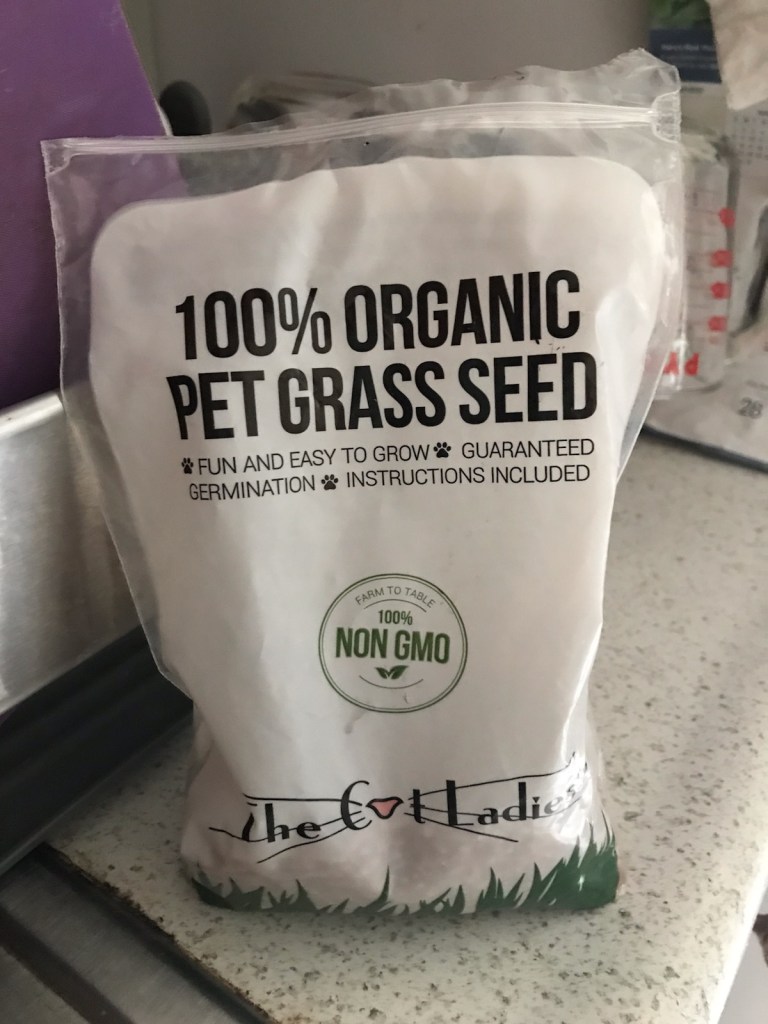 100% ORGANIC
PET GRASS SEED
FUN AND EASY TO GROW GUARANTEED
GERMINATION INSTRUCTIONS INCLUDED
FARM TO TABLE
100%
NON GMO
The Cat Ladies
28